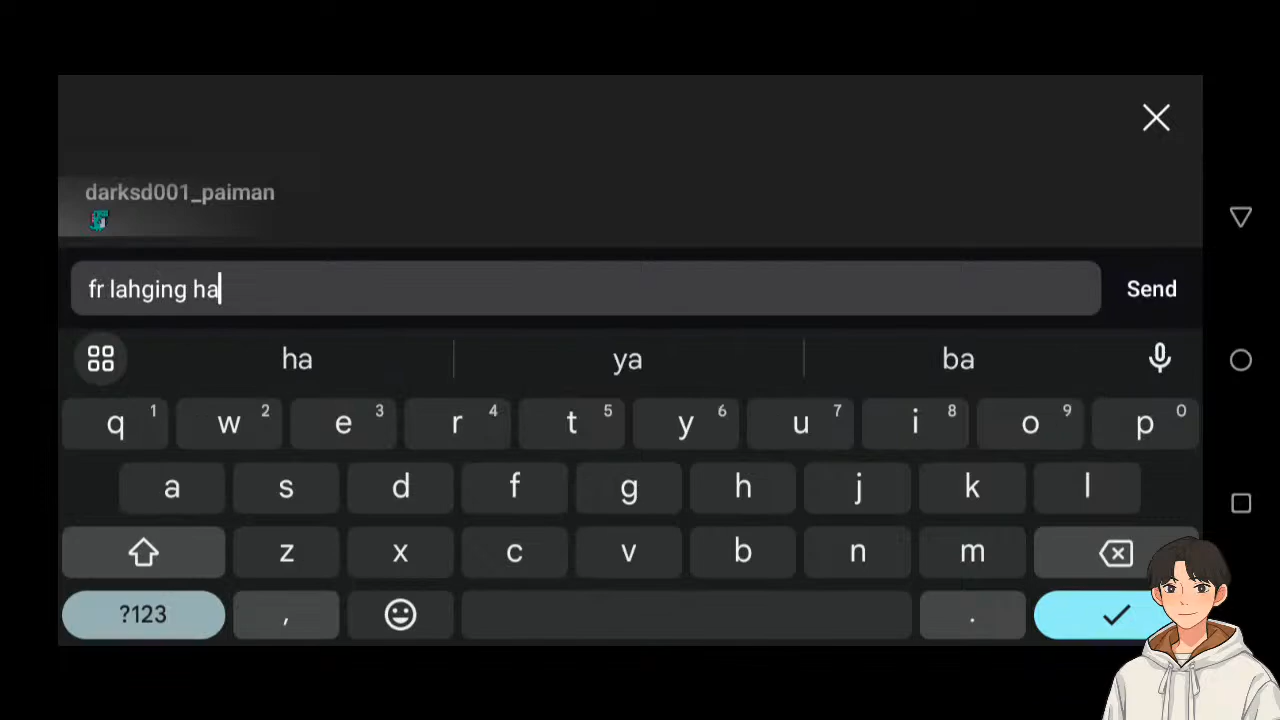 darksd001_paiman
fr lahging ha
Send
ha ya ba
q 1 w 2 e 3 r 4 t 5 y 6 u 7 i 8 o 9 p 0
a s d f g h j k l
z x c v b n m
?123 , .